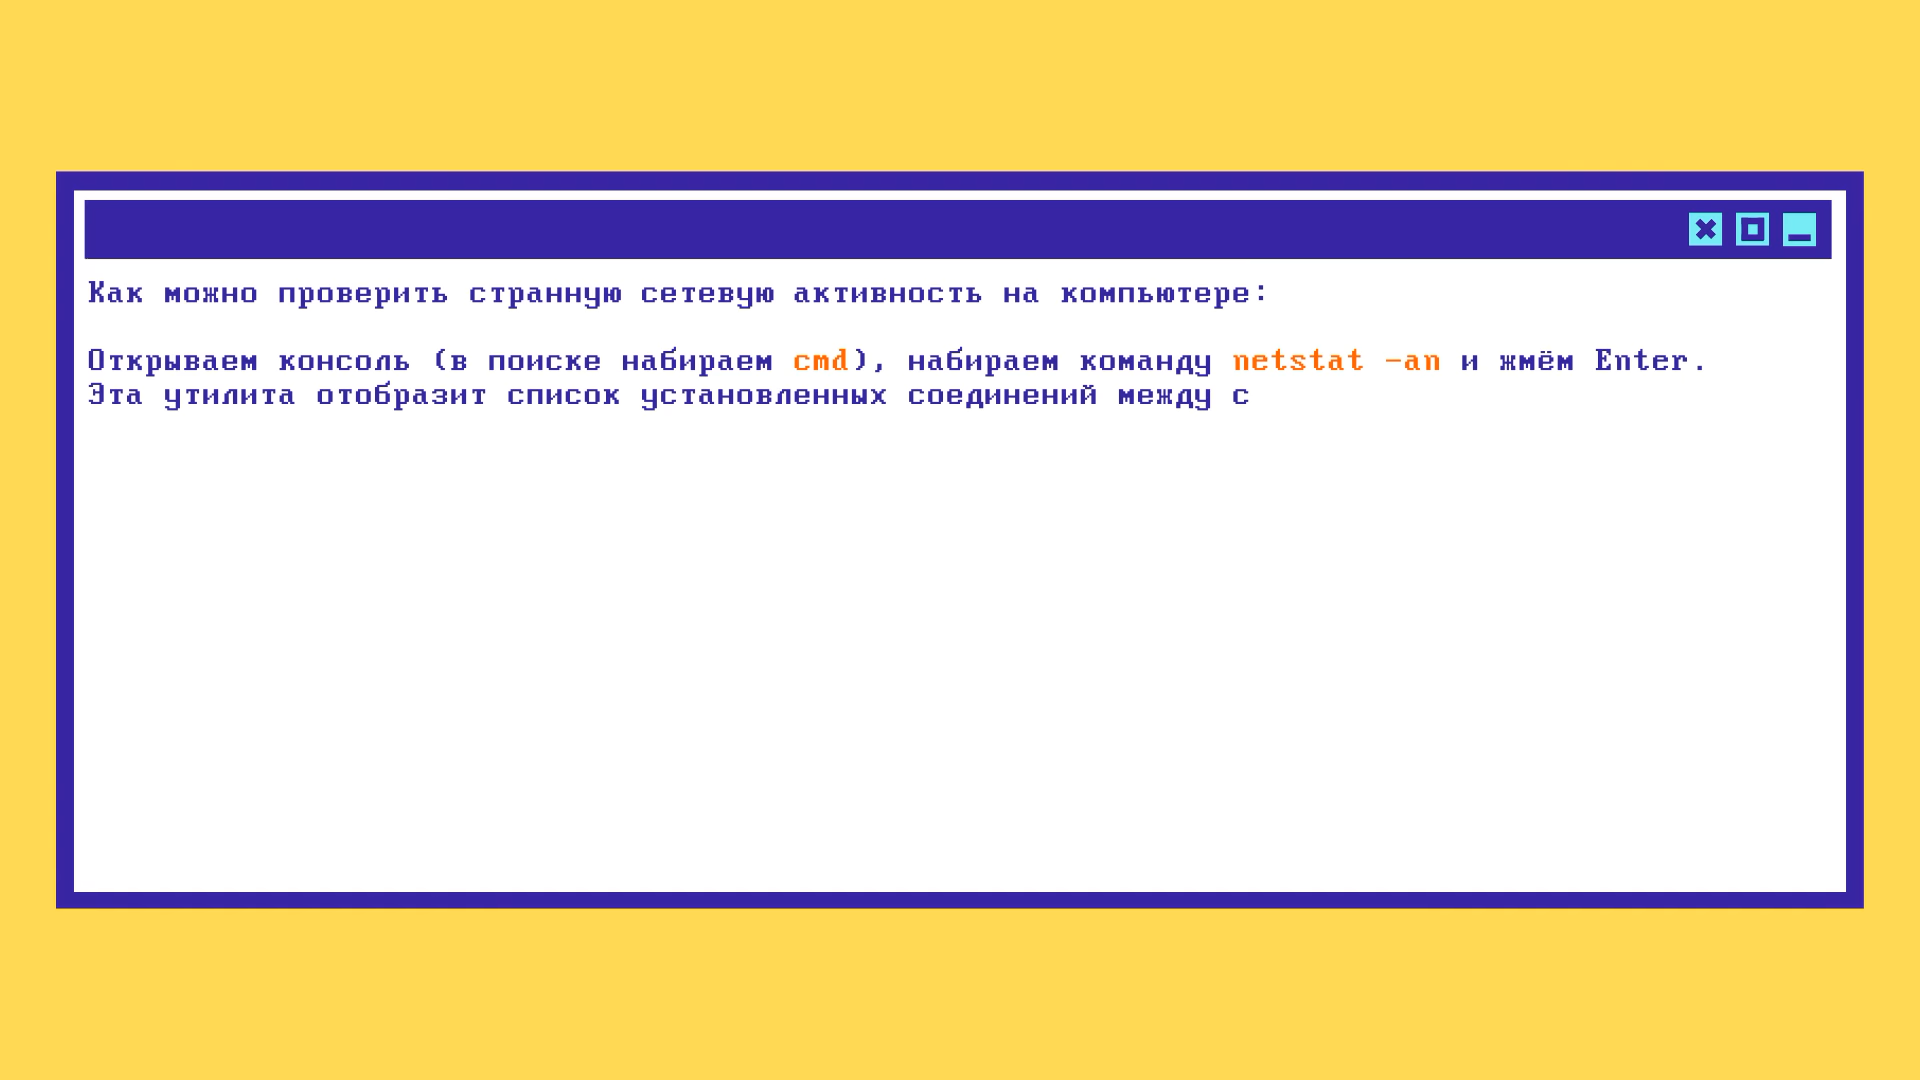 Как можно проверить странную сетевую активность на компьютере:
Открываем консоль (в поиске набираем cmd), набираем команду netstat -an и жмём Enter.
Эта утилита отобразит список установленных соединений между с